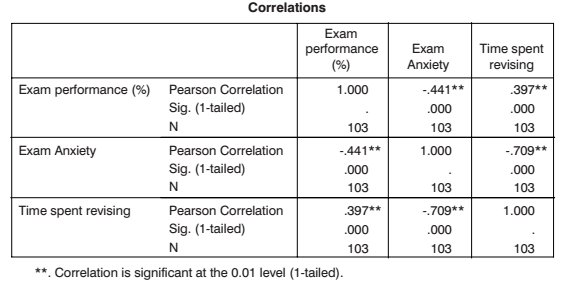 Correlations
Exam
performance
(%)
Exam
Anxiety
Time spent
revising
Exam performance (%) Pearson Correlation 1.000 -.441** .397**
Sig. (1-tailed) . .000 .000
N 103 103 103
Exam Anxiety Pearson Correlation -.441** 1.000 -.709**
Sig. (1-tailed) .000 . .000
N 103 103 103
Time spent revising Pearson Correlation .397** -.709** 1.000
Sig. (1-tailed) .000 .000 .
N 103 103 103
**. Correlation is significant at the 0.01 level (1-tailed).